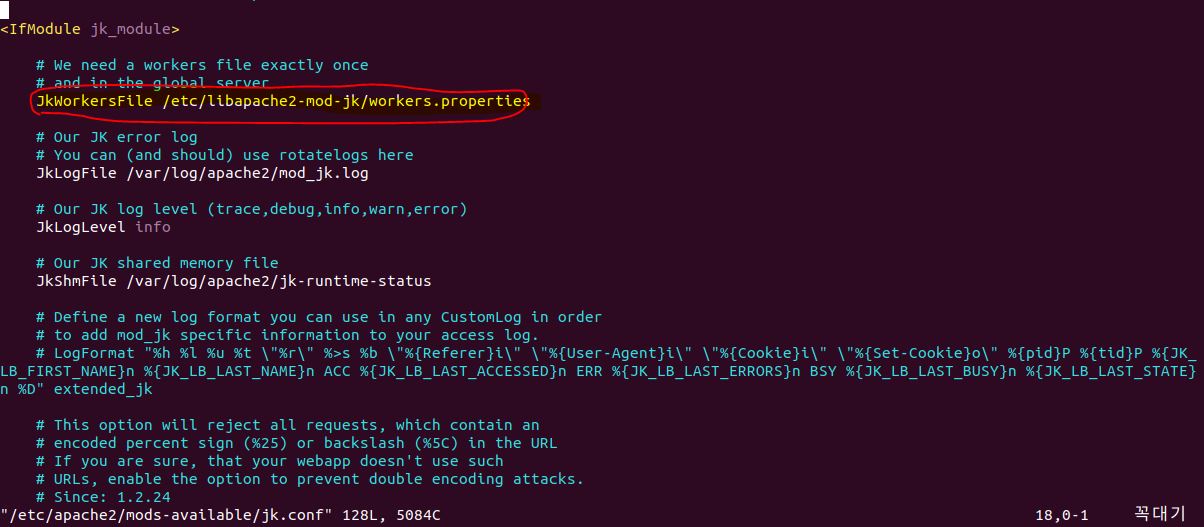 <IfModule jk_module>
# We need a workers file exactly once
# and in the global server
JkWorkersFile /etc/libapache2-mod-jk/workers.properties
# Our JK error log
# You can (and should) use rotatelogs here
JkLogFile /var/log/apache2/mod_jk.log
# Our JK log level (trace,debug,info,warn,error)
JkLogLevel info
# Our JK shared memory file
JkShmFile /var/log/apache2/jk-runtime-status
# Define a new log format you can use in any CustomLog in order
# to add mod_jk specific information to your access log.
# LogFormat "%h %l %u %t \"%r\" %>s %b \"%{Referer}i\" \"%{User-Agent}i\" \"%{Cookie}i\" \"%{Set-Cookie}o\" %{pid}P %{tid}P %{JK_
LB_FIRST_NAME}n %{JK_LB_LAST_NAME}n ACC %{JK_LB_LAST_ACCESSED}n ERR %{JK_LB_LAST_ERRORS}n BSY %{JK_LB_LAST_BUSY}n %{JK_LB_LAST_STATE}
n %D" extended_jk
# This option will reject all requests, which contain an
# encoded percent sign (%25) or backslash (%5C) in the URL
# If you are sure, that your webapp doesn't use such
# URLs, enable the option to prevent double encoding attacks.
# Since: 1.2.24
"/etc/apache2/mods-available/jk.conf" 128L, 5084C 18,0-1 꼭대기